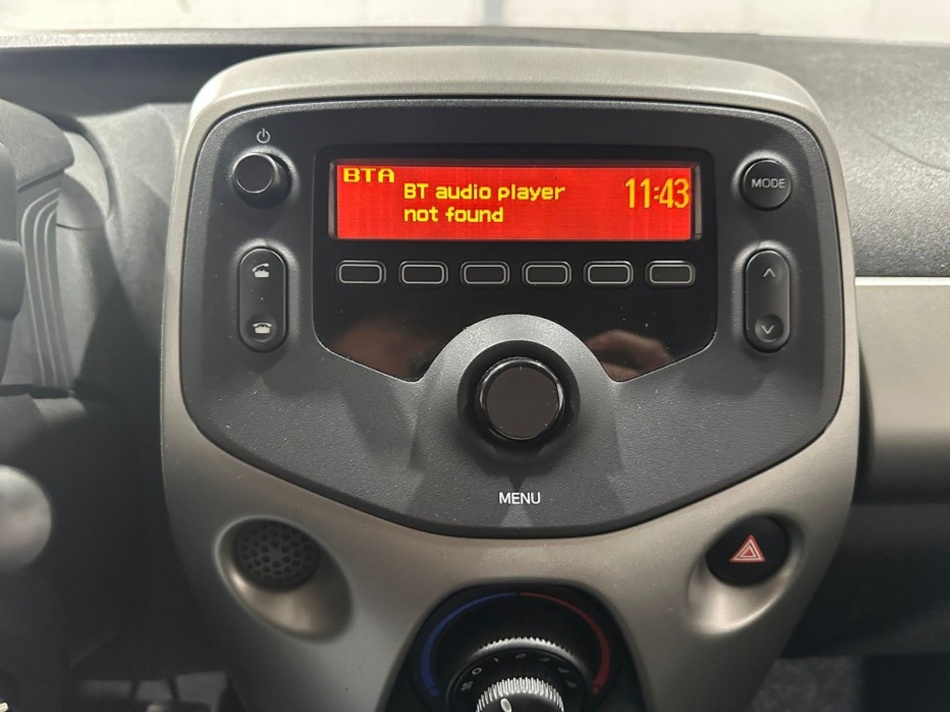 BTA
BT audio player
not found
11:43
MODE
MENU